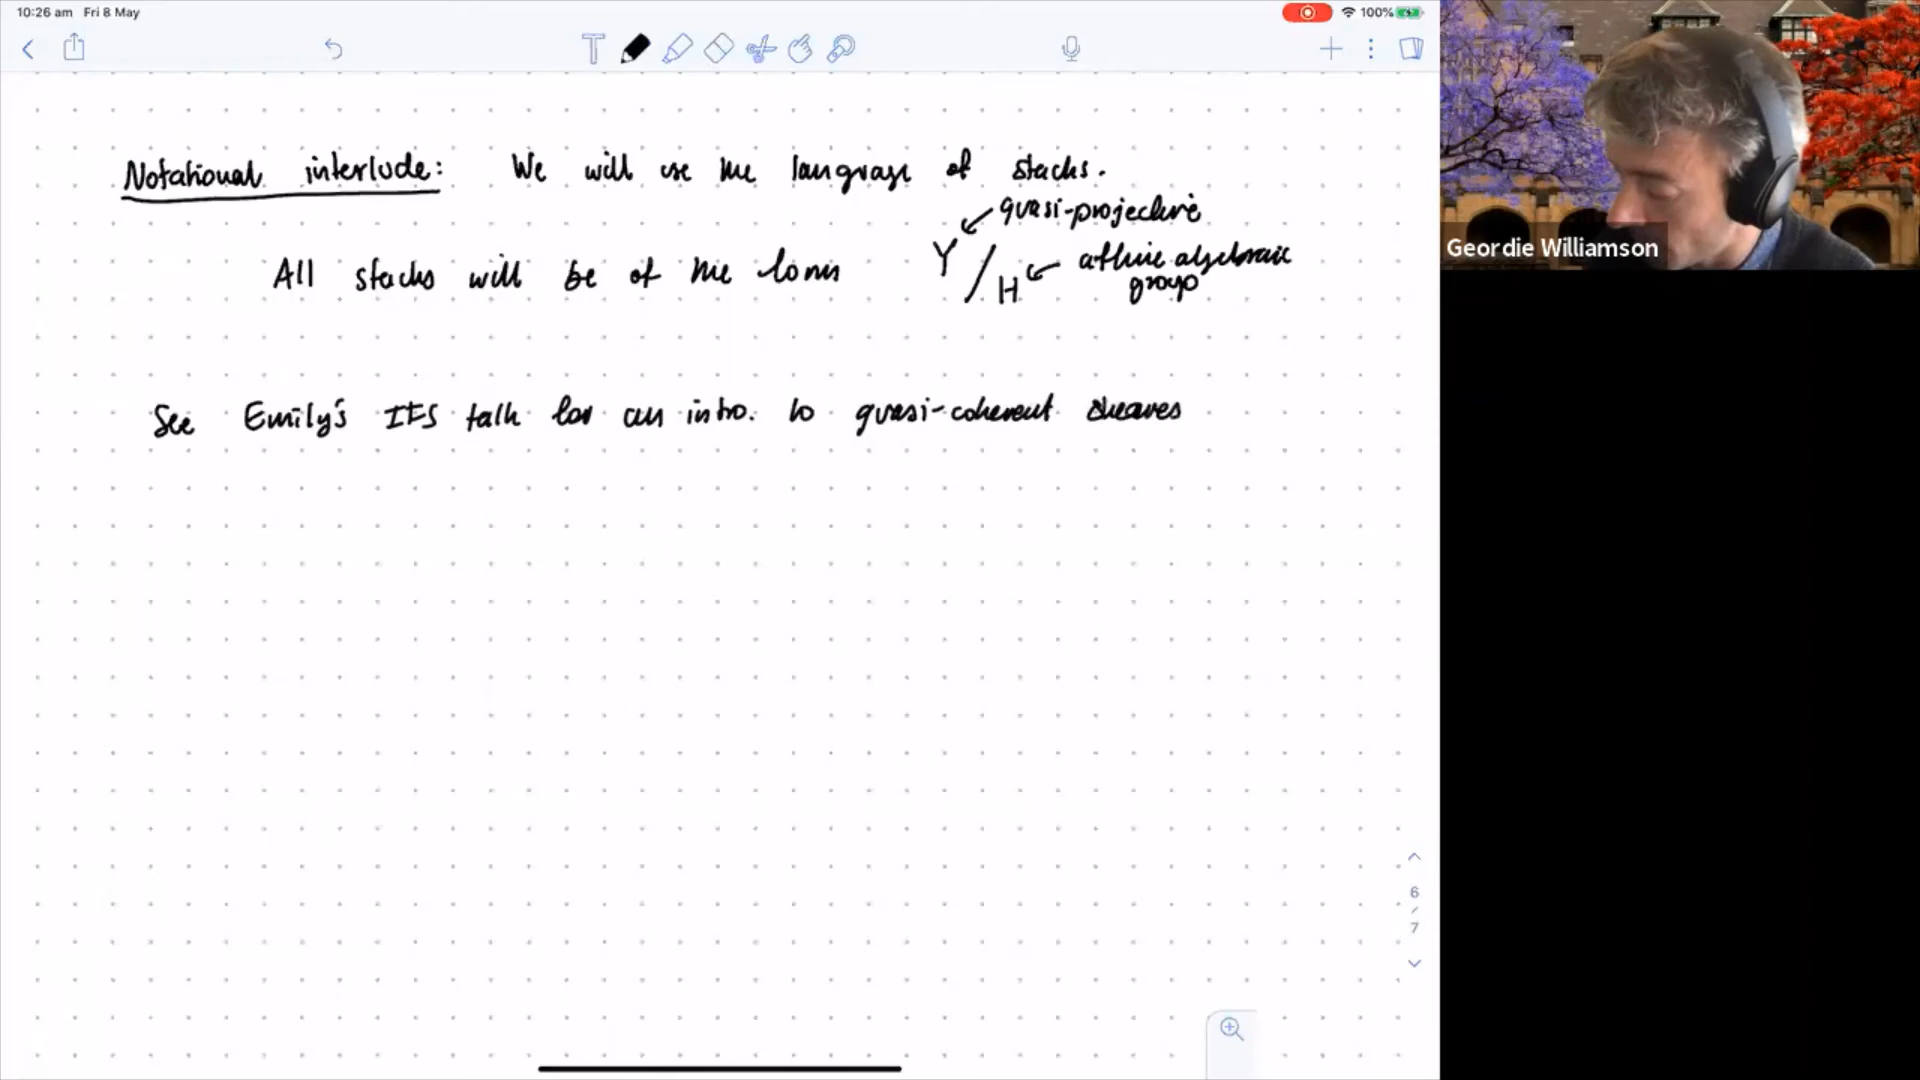 10:26 am Fri 8 May
100%
Notational interlude: We will use the language of stacks.
quasi-projective
All stacks will be of the form Y / H affine algebraic
group
See Emily's IFS talk for an intro. to quasi-coherent sheaves
Geordie Williamson
6
/
7